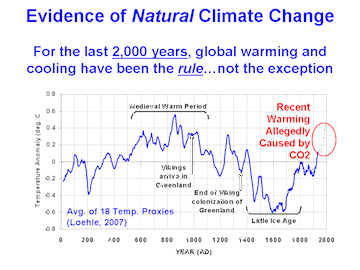 Evidence of Natural Climate Change
For the last 2,000 years, global warming and
cooling have been the rule...not the exception
Medieval Warm Period
Recent
Warming
Allegedly
Caused by
CO2
Vikings
arrive in
Greenland
End of Viking
colonization of
Greenland
Little Ice Age
Avg. of 18 Temp. Proxies
(Loehle, 2007)
Temperature Anomaly (deg. C)
0.8
0.6
0.4
0.2
0
-0.2
-0.4
-0.6
-0.8
0 200 400 600 800 1000 1200 1400 1600 1800 2000
YEAR (AD)